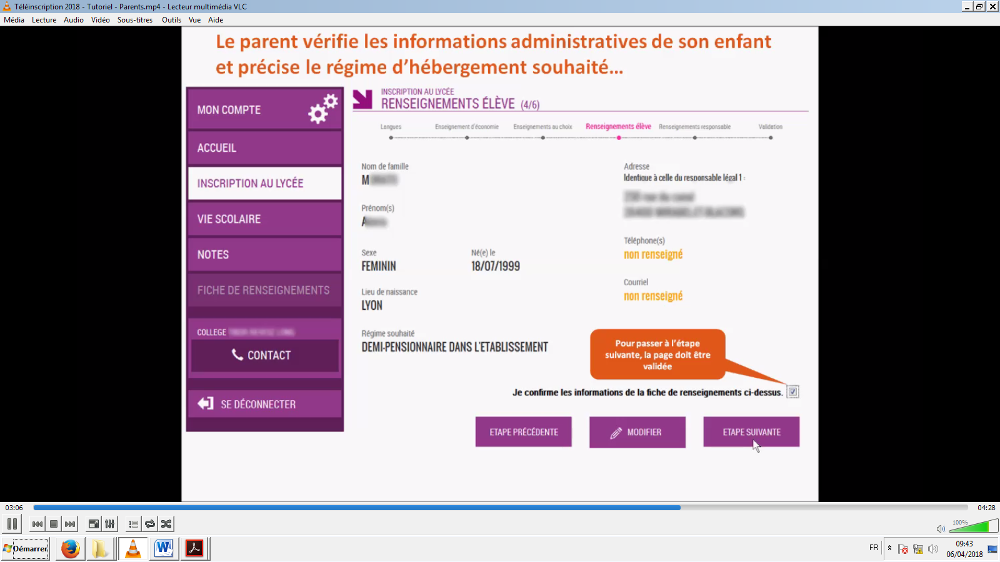 Téléinscription 2018 - Tutoriel - Parents.mp4 - Lecteur multimédia VLC
Média Lecture Audio Vidéo Sous-titres Outils Vue Aide
Le parent vérifie les informations administratives de son enfant
et précise le régime d'hébergement souhaité...
MON COMPTE
ACCUEIL
INSCRIPTION AU LYCÉE
VIE SCOLAIRE
NOTES
FICHE DE RENSEIGNEMENTS
COLLEGE
CONTACT
SE DÉCONNECTER
INSCRIPTION AU LYCÉE
RENSEIGNEMENTS ÉLÈVE (4/6)
Langues Enseignement d'économie Enseignements au choix Renseignements élève Renseignements responsable Validation
Nom de famille
M
Prénom(s)
A
Sexe
FEMININ
Né(e) le
18/07/1999
Lieu de naissance
LYON
Régime souhaité
DEMI-PENSIONNAIRE DANS L'ETABLISSEMENT
Adresse
Identique à celle du responsable légal 1 :
Téléphone(s)
non renseigné
Courriel
non renseigné
Pour passer à l'étape
suivante, la page doit être
validée
Je confirme les informations de la fiche de renseignements ci-dessus.
ETAPE PRÉCÉDENTE
MODIFIER
ETAPE SUIVANTE
03:06
04:28
100%
Démarrer
FR
09:43
06/04/2018